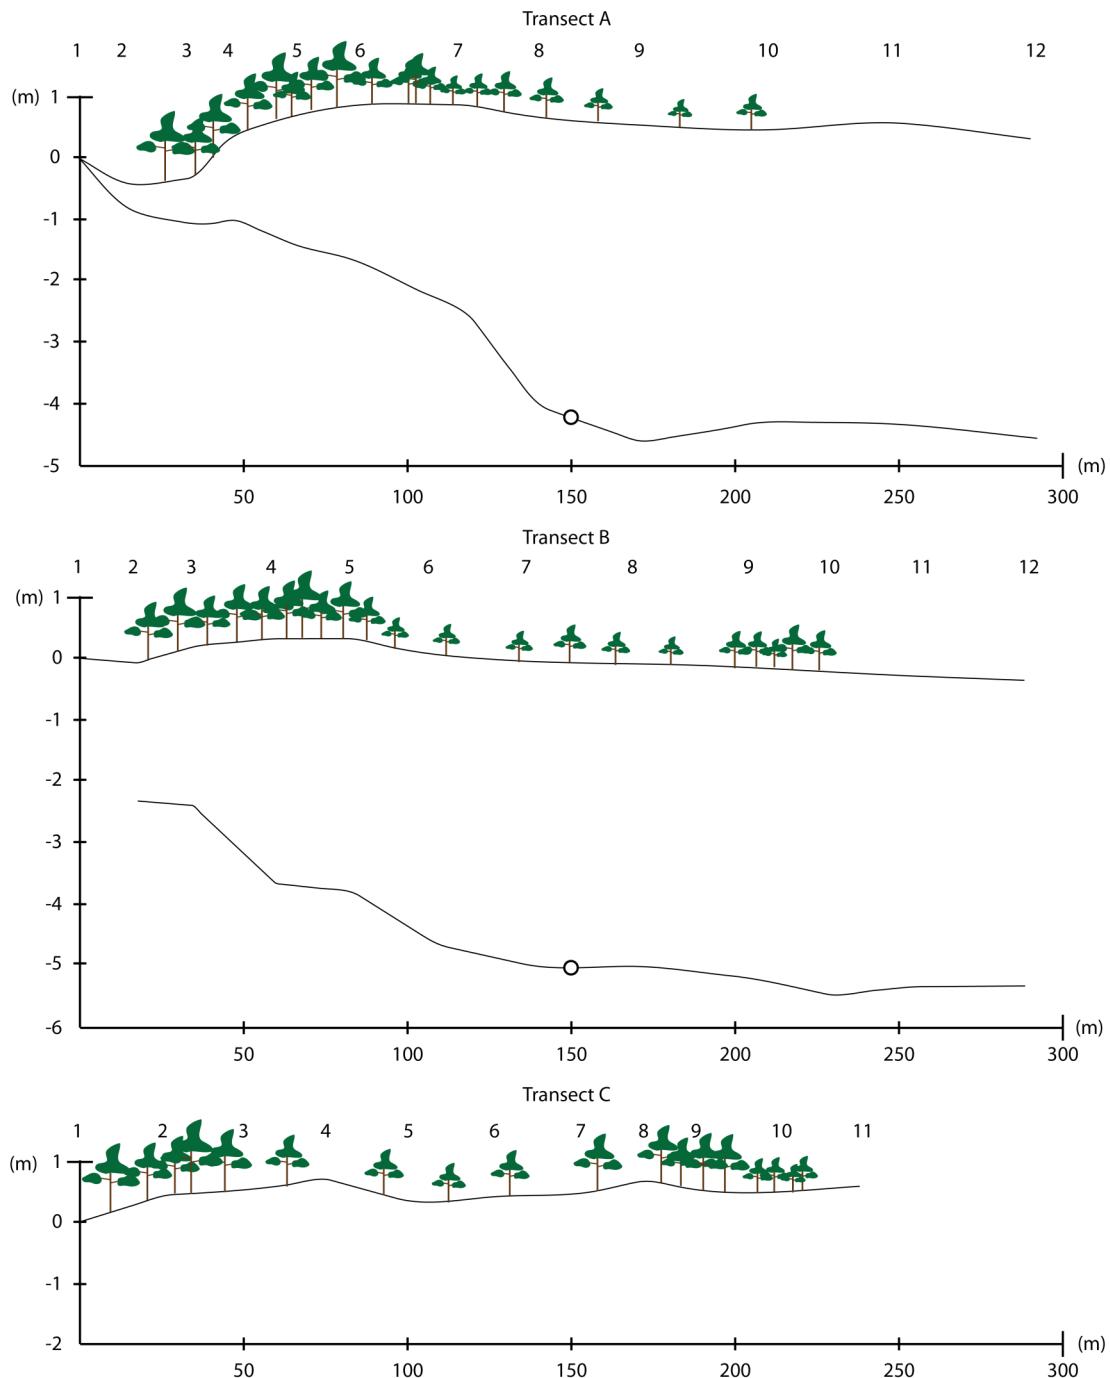 Transect A
1 2 3 4 5 6 7 8 9 10 11 12
(m) 1
0
-1
-2
-3
-4
-5 (m)
50 100 150 200 250 300
Transect B
1 2 3 4 5 6 7 8 9 10 11 12
(m) 1
0
-1
-2
-3
-4
-5
-6 (m)
50 100 150 200 250 300
Transect C
1 2 3 4 5 6 7 8 9 10 11
(m) 1
0
-1
-2 (m)
50 100 150 200 250 300